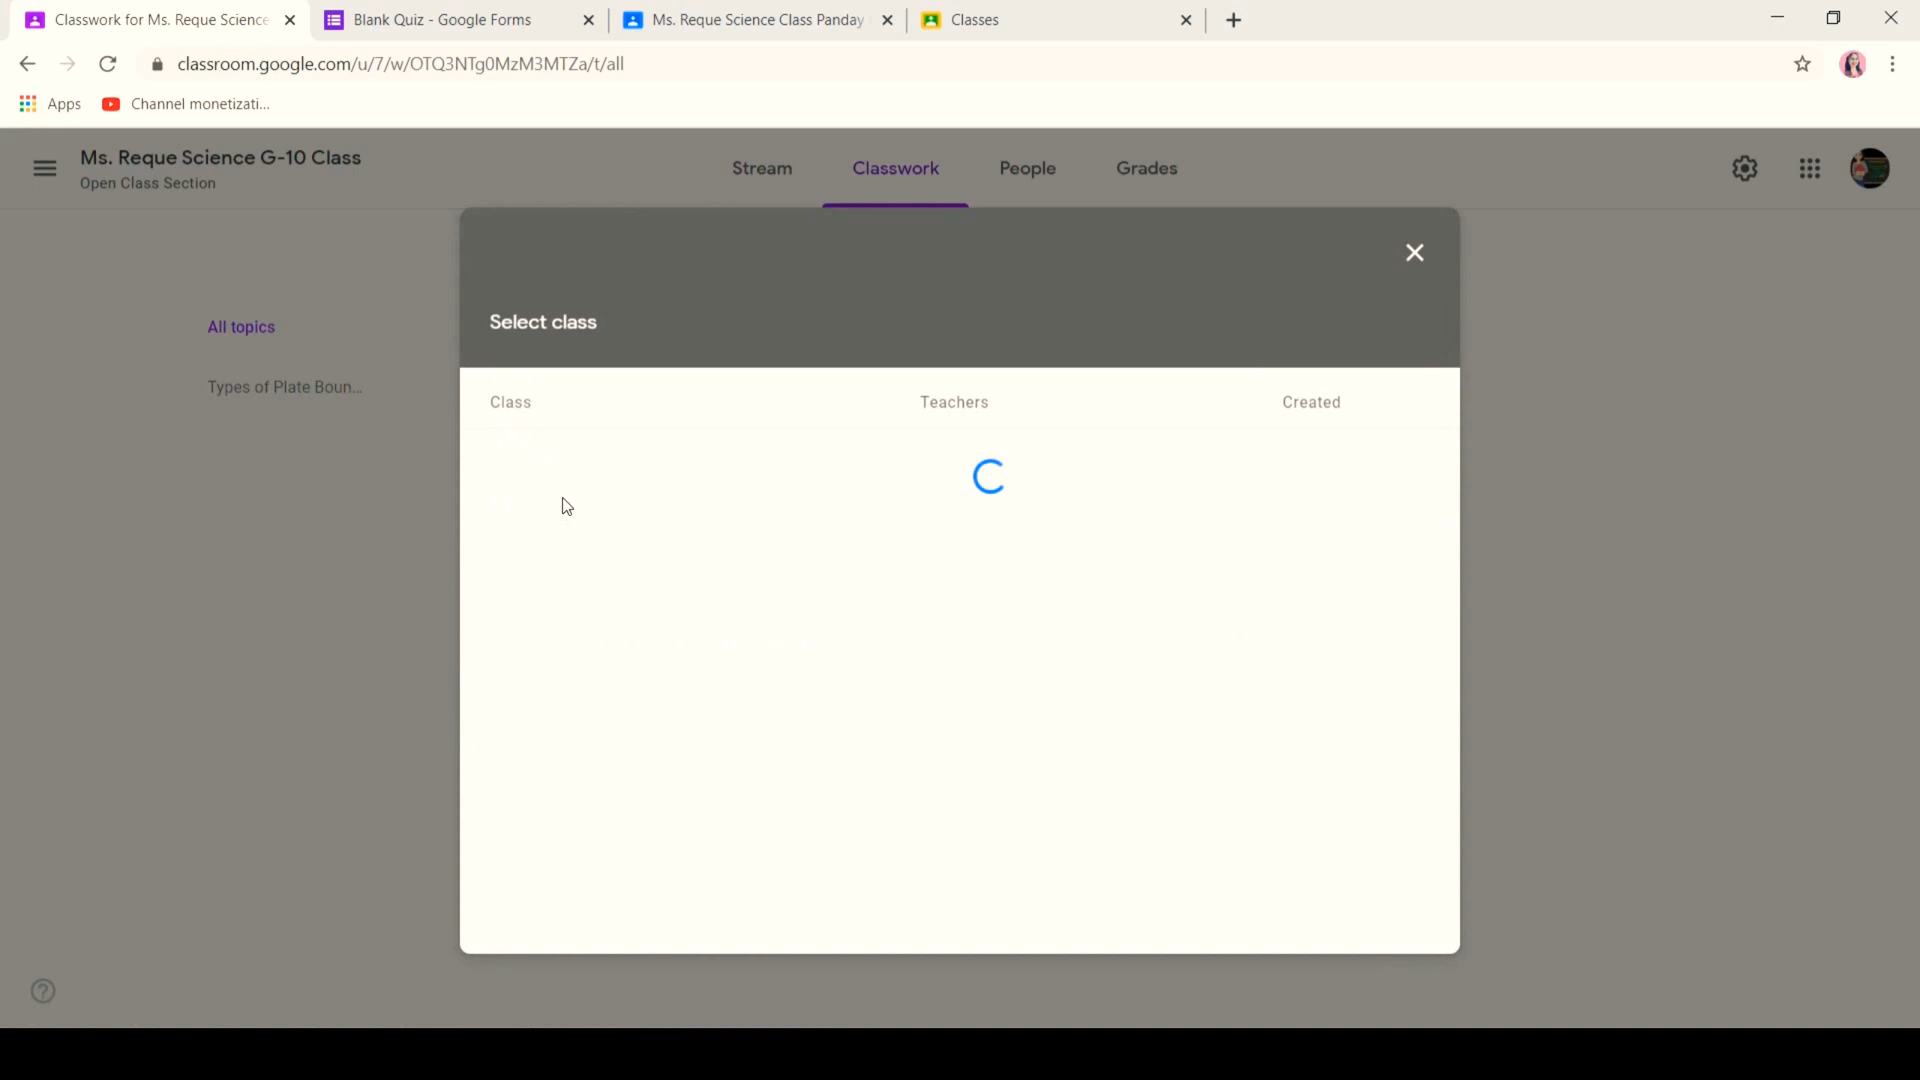 Classwork for Ms. Reque Science
Blank Quiz - Google Forms
Ms. Reque Science Class Panday
Classes
classroom.google.com/u/7/w/OTQ3NTg0MzM3MTZa/t/all
Apps
Channel monetizati...
Ms. Reque Science G-10 Class
Open Class Section
Stream
Classwork
People
Grades
Select class
All topics
Types of Plate Boun...
Class
Teachers
Created